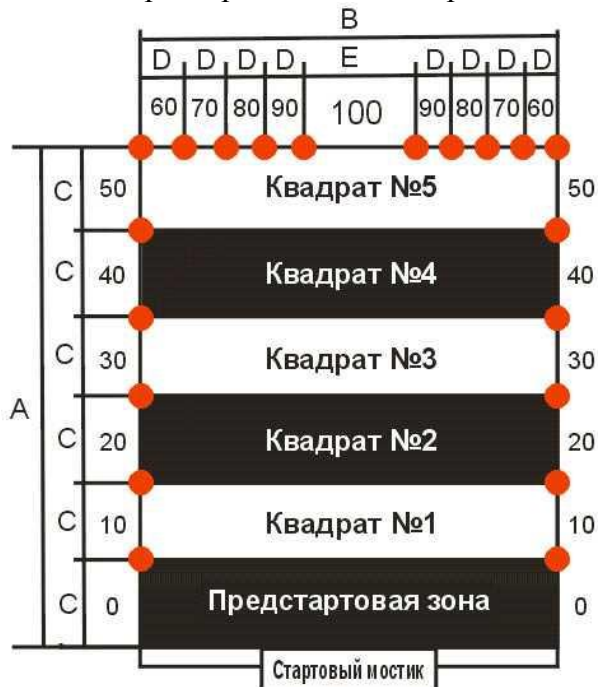 B
D D D D E D D D D
60 70 80 90 100 90 80 70 60
C 50 Квадрат №5 50
C 40 Квадрат №4 40
C 30 Квадрат №3 30
A
C 20 Квадрат №2 20
C 10 Квадрат №1 10
C 0 Предстартовая зона 0
Стартовый мостик